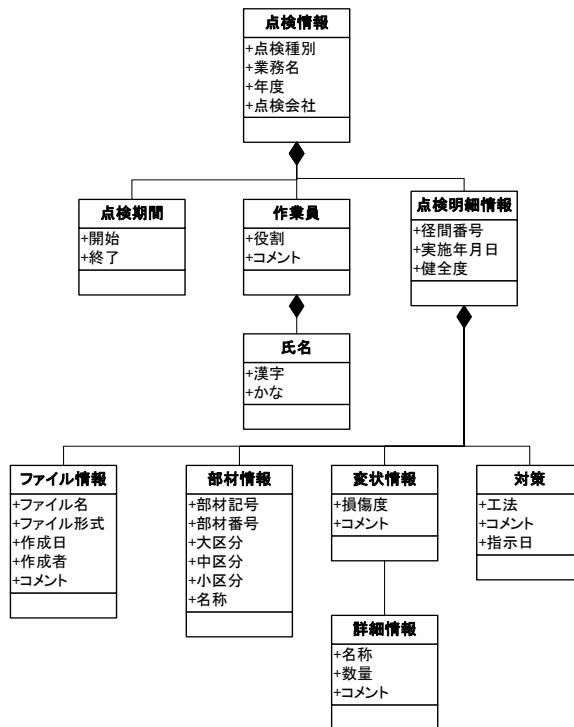 点検情報
+点検種別
+業務名
+年度
+点検会社
点検期間
+開始
+終了
作業員
+役割
+コメント
点検明細情報
+径間番号
+実施年月日
+健全度
氏名
+漢字
+かな
ファイル情報
+ファイル名
+ファイル形式
+作成日
+作成者
+コメント
部材情報
+部材記号
+部材番号
+大区分
+中区分
+小区分
+名称
変状情報
+損傷度
+コメント
対策
+工法
+コメント
+指示日
詳細情報
+名称
+数量
+コメント